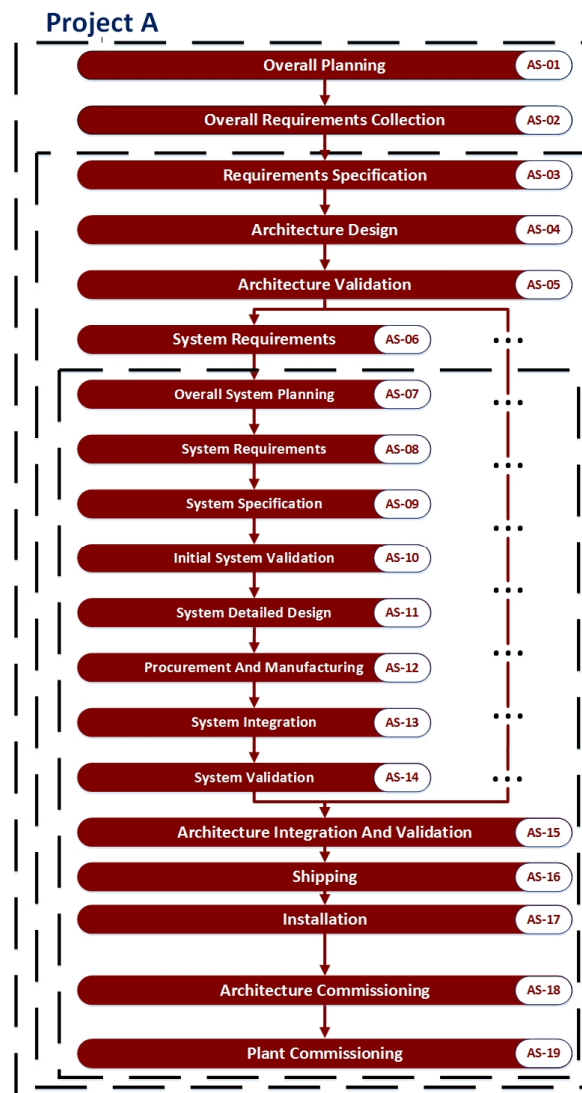 Project A
Overall Planning AS-01
Overall Requirements Collection AS-02
Requirements Specification AS-03
Architecture Design AS-04
Architecture Validation AS-05
System Requirements AS-06
Overall System Planning AS-07
System Requirements AS-08
System Specification AS-09
Initial System Validation AS-10
System Detailed Design AS-11
Procurement And Manufacturing AS-12
System Integration AS-13
System Validation AS-14
Architecture Integration And Validation AS-15
Shipping AS-16
Installation AS-17
Architecture Commissioning AS-18
Plant Commissioning AS-19